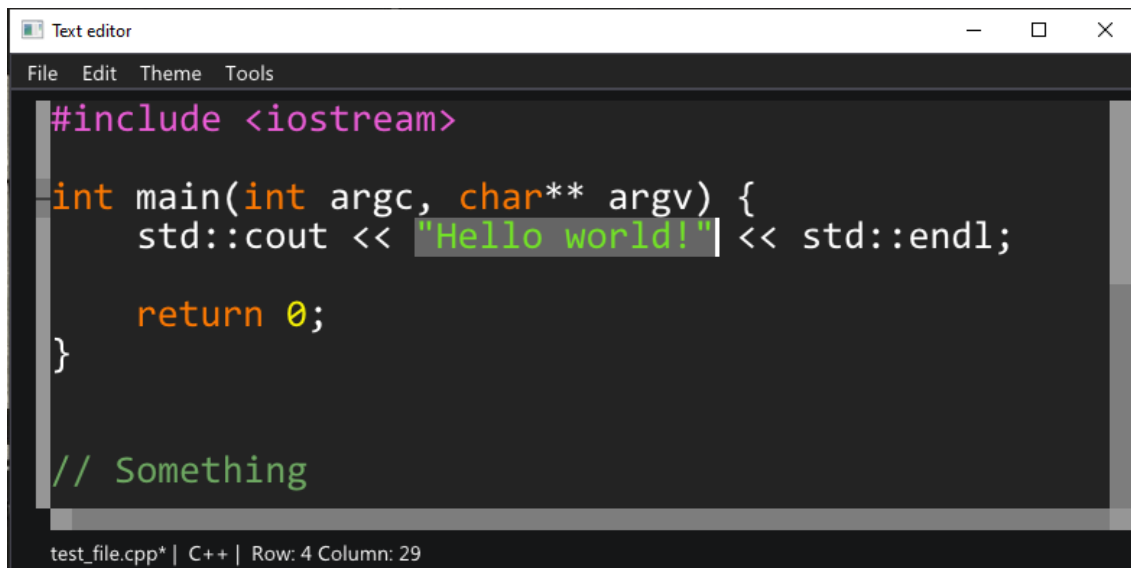 Text editor
File Edit Theme Tools
#include <iostream>
int main(int argc, char** argv) {
    std::cout << "Hello world!" << std::endl;
    return 0;
}
// Something
test_file.cpp* | C++ | Row: 4 Column: 29